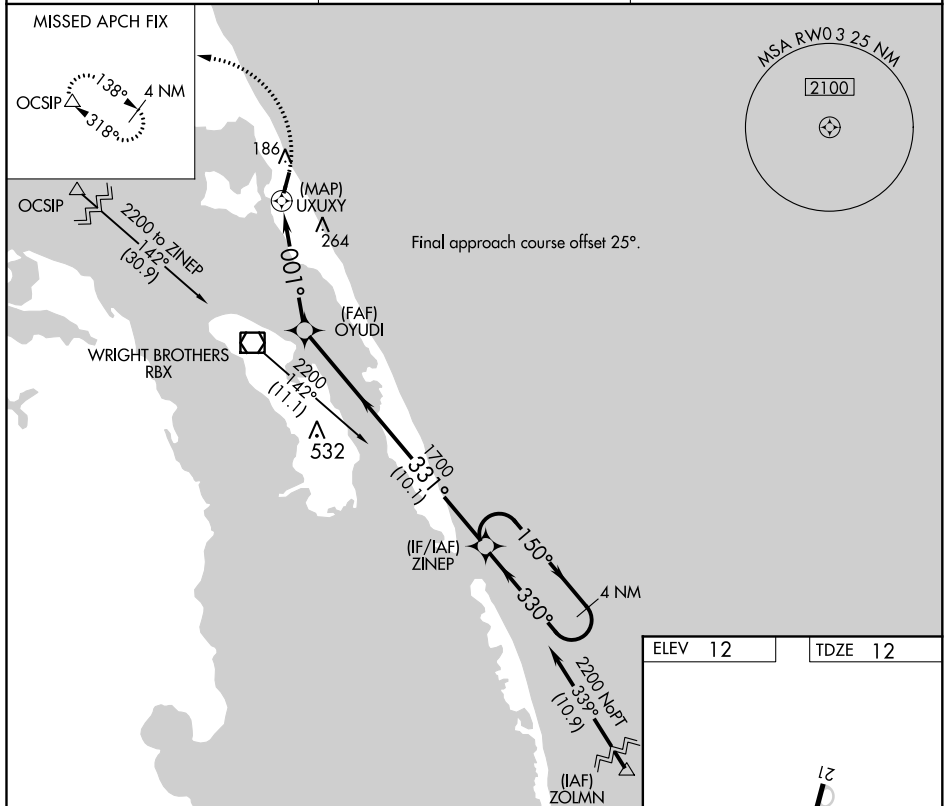 MISSED APCH FIX
138°
4 NM
OCSIP
318°
MSA RW03 25 NM
2100
186
(MAP)
UXUXY
264
OCSIP
2200 to ZINEP
142°
(30.9)
Final approach course offset 25°.
001°
(FAF)
OYUDI
WRIGHT BROTHERS
RBX
2200
142°
(11.1)
532
1700
331°
(10.1)
(IF/IAF)
ZINEP
150°
330°
4 NM
2200 NoPT
339°
(10.9)
(IAF)
ZOLMN
ELEV 12
TDZE 12
21